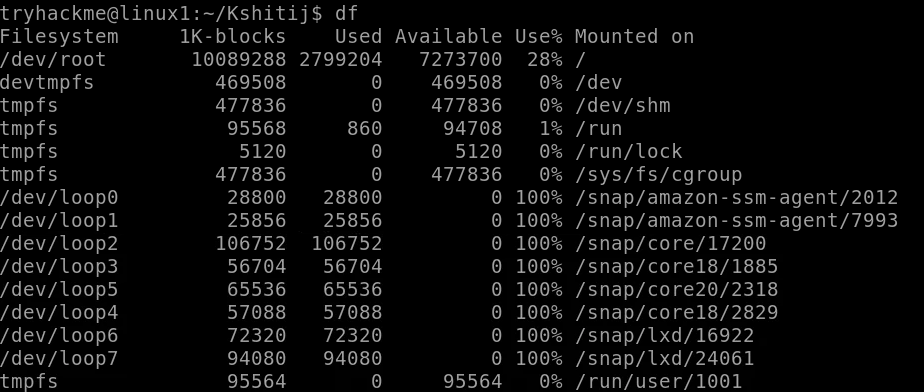 tryhackme@linux1:~/Kshitij$ df
Filesystem     1K-blocks    Used Available Use% Mounted on
/dev/root       10089288 2799204   7273700  28% /
devtmpfs          469508       0    469508   0% /dev
tmpfs             477836       0    477836   0% /dev/shm
tmpfs              95568     860     94708   1% /run
tmpfs               5120       0      5120   0% /run/lock
tmpfs             477836       0    477836   0% /sys/fs/cgroup
/dev/loop0         28800   28800         0 100% /snap/amazon-ssm-agent/2012
/dev/loop1         25856   25856         0 100% /snap/amazon-ssm-agent/7993
/dev/loop2        106752  106752         0 100% /snap/core/17200
/dev/loop3         56704   56704         0 100% /snap/core18/1885
/dev/loop5         65536   65536         0 100% /snap/core20/2318
/dev/loop4         57088   57088         0 100% /snap/core18/2829
/dev/loop6         72320   72320         0 100% /snap/lxd/16922
/dev/loop7         94080   94080         0 100% /snap/lxd/24061
tmpfs              95564       0     95564   0% /run/user/1001